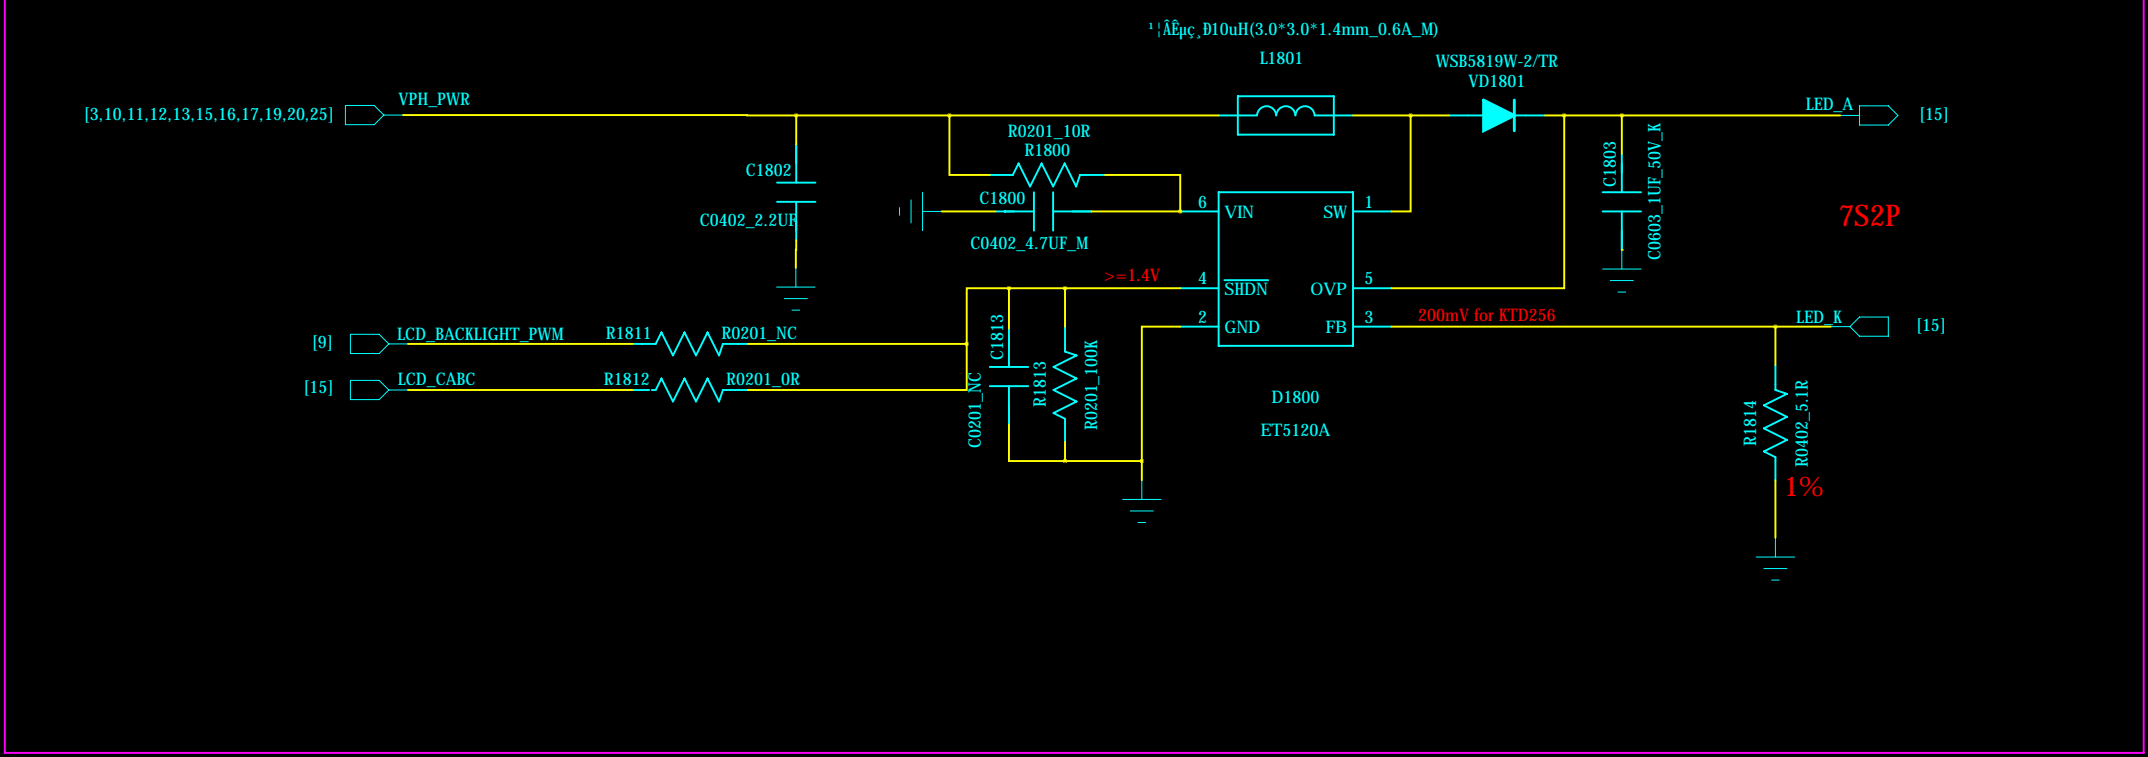 ¹¦ÂÊµç¸Ð10uH(3.0*3.0*1.4mm_0.6A_M)
L1801
WSB5819W-2/TR
VD1801
[3,10,11,12,13,15,16,17,19,20,25]
VPH_PWR
LED_A
[15]
R0201_10R
R1800
C1802
C0402_2.2UF
C1800
C0402_4.7UF_M
6
VIN
SW
1
C1803
C0603_1UF_50V_K
7S2P
>=1.4V
4
SHDN
OVP
5
2
GND
FB
3
200mV for KTD256
LED_K
[15]
[9]
LCD_BACKLIGHT_PWM
R1811
R0201_NC
[15]
LCD_CABC
R1812
R0201_0R
C1813
C0201_NC
R1813
R0201_100K
D1800
ET5120A
R1814
R0402_5.1R
1%